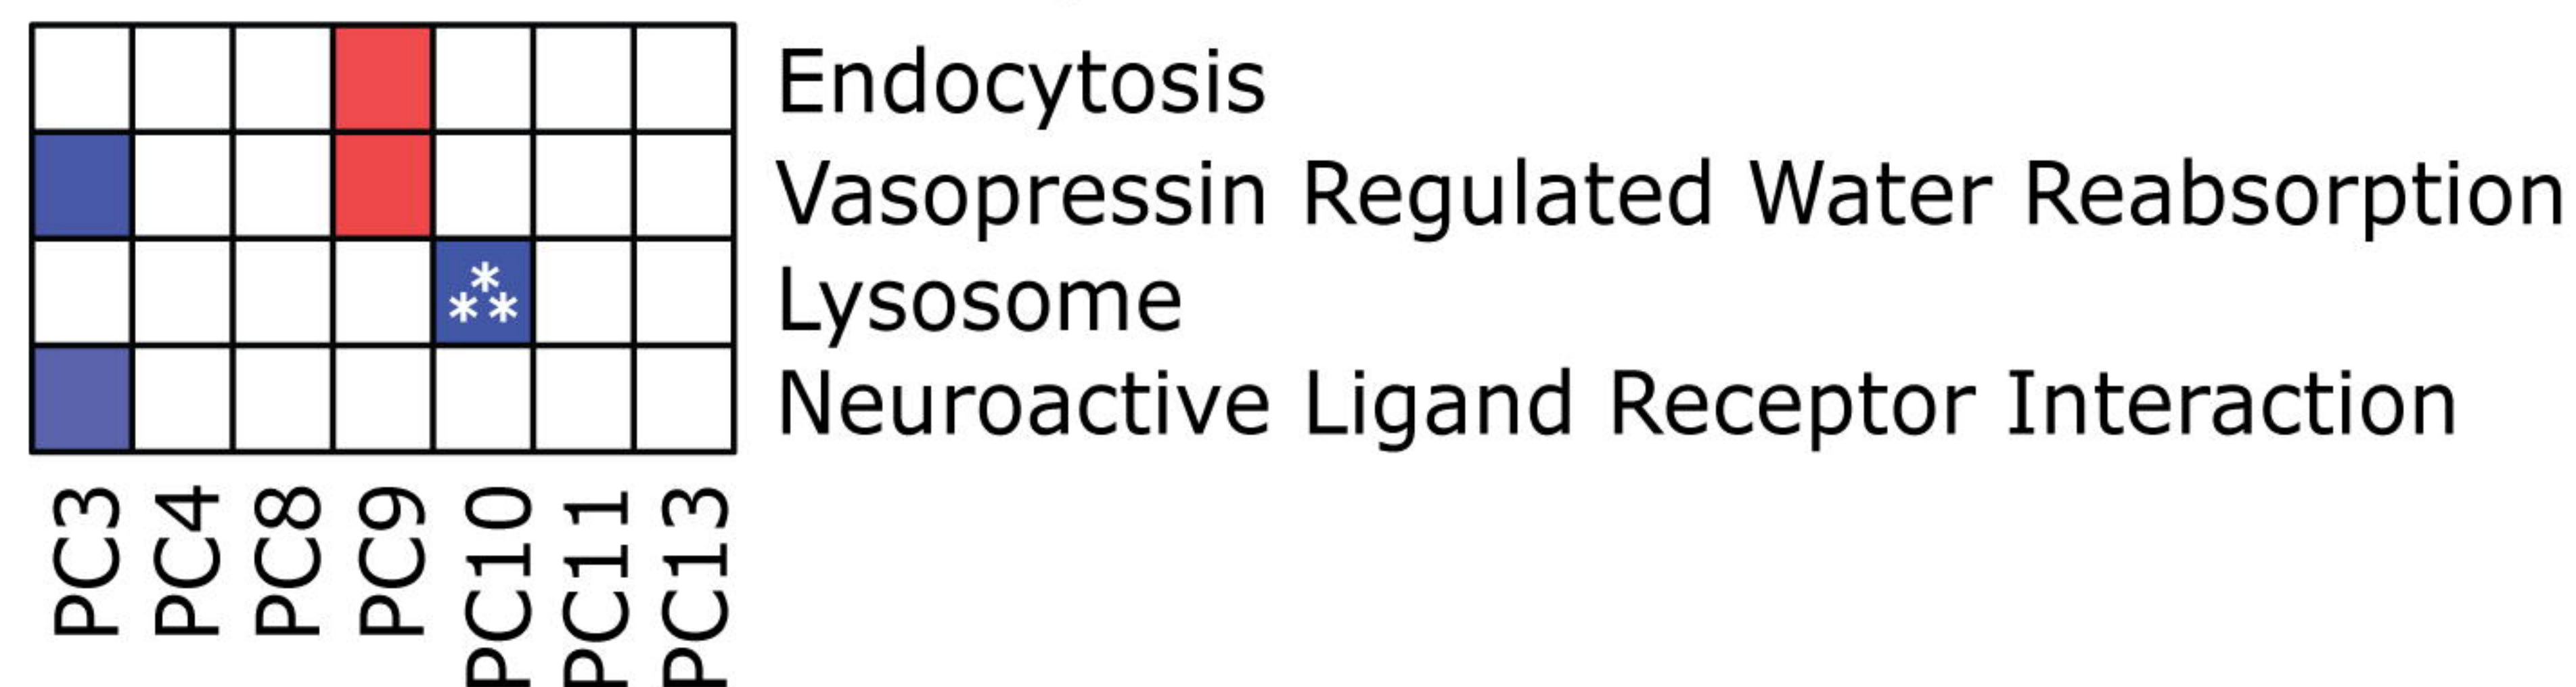 Endocytosis
Vasopressin Regulated Water Reabsorption
***
Lysosome
Neuroactive Ligand Receptor Interaction
PC3
PC4
PC8
PC9
PC10
PC11
PC13